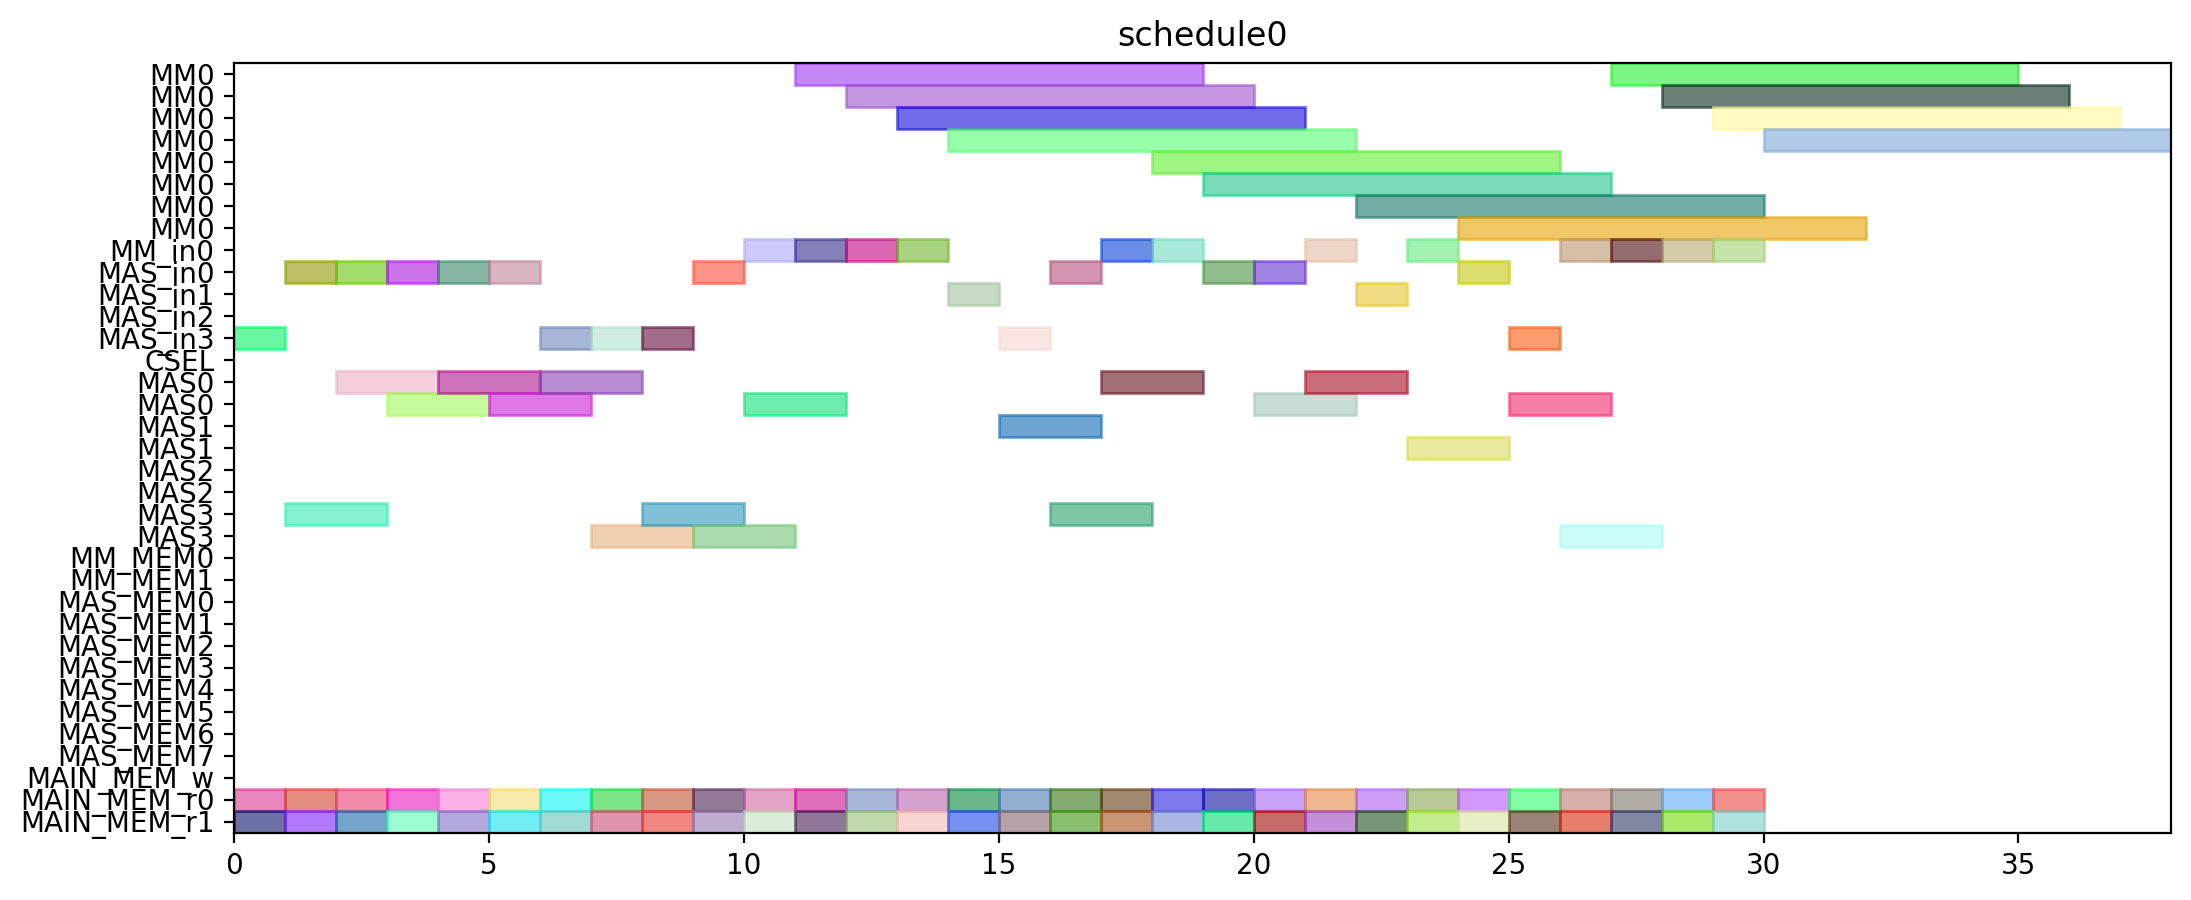 schedule0
MM0
MM0
MM0
MM0
MM0
MM0
MM0
MM0
MM_in0
MAS_in0
MAS_in1
MAS_in2
MAS_in3
CSEL
MAS0
MAS0
MAS1
MAS1
MAS2
MAS2
MAS3
MAS3
MM_MEM0
MM_MEM1
MAS_MEM0
MAS_MEM1
MAS_MEM2
MAS_MEM3
MAS_MEM4
MAS_MEM5
MAS_MEM6
MAS_MEM7
MAIN_MEM_w
MAIN_MEM_r0
MAIN_MEM_r1
0 5 10 15 20 25 30 35